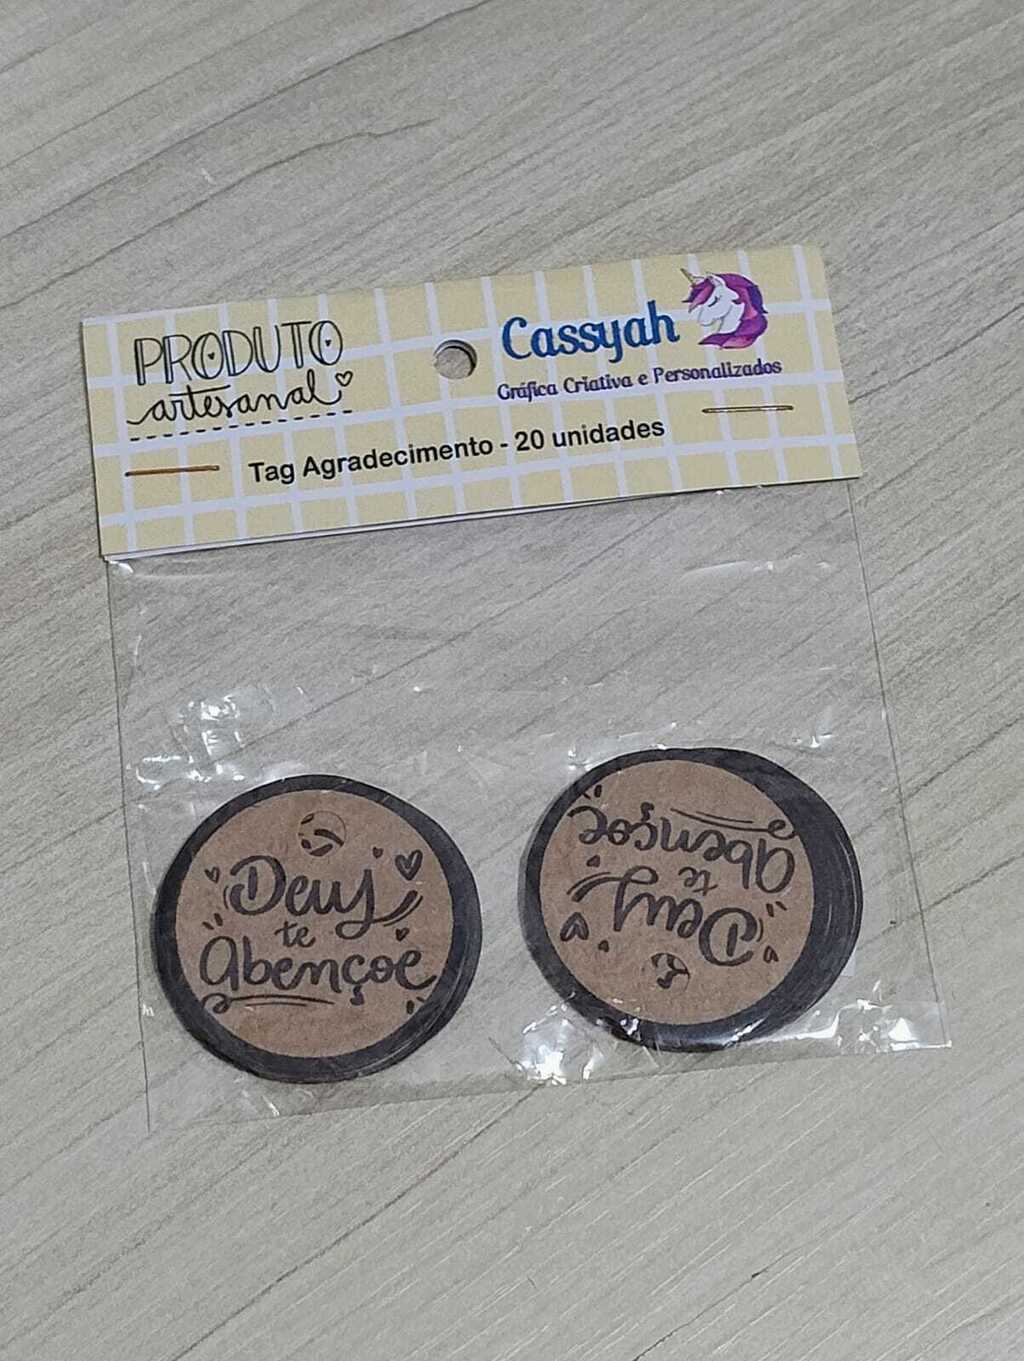 PRODUTO
artesanal
Cassyah
Gráfica Criativa e Personalizados
Tag Agradecimento - 20 unidades
Deus
te
abençoe
Deus
te
abençoe